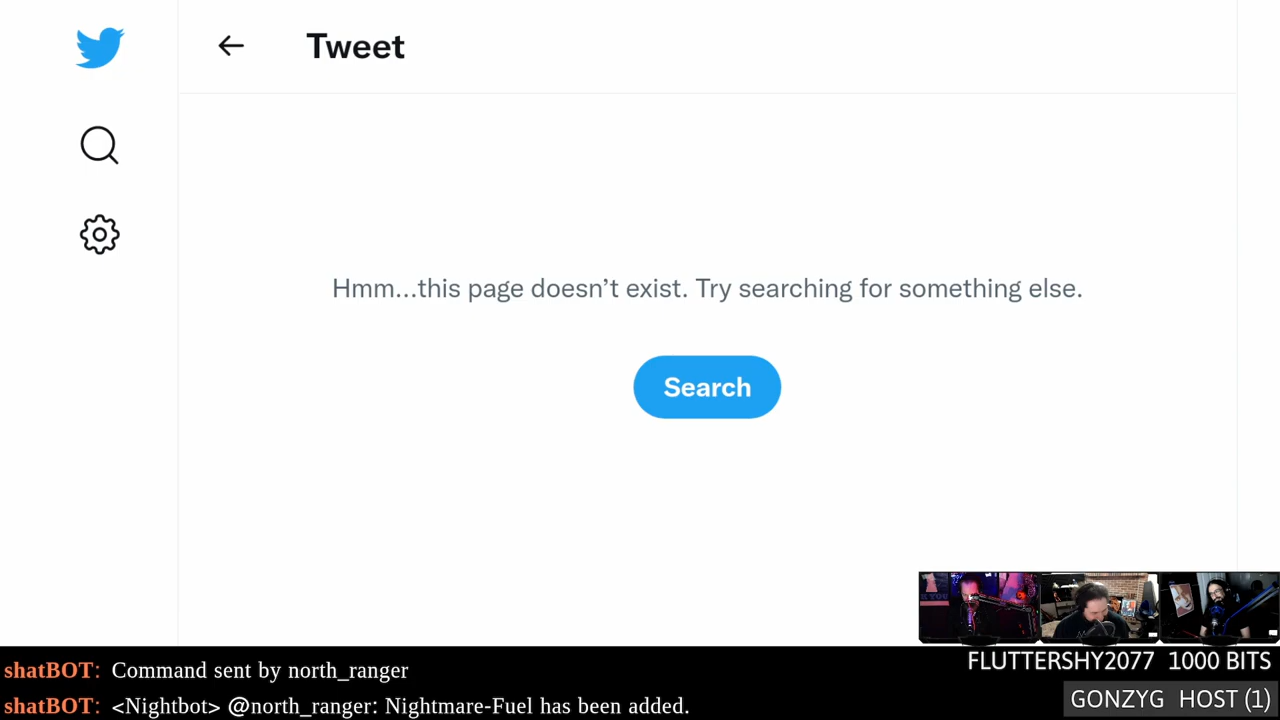 Tweet
Hmm...this page doesn’t exist. Try searching for something else.
Search
FLUTTERSHY2077 1000 BITS
GONZYG HOST (1)
shatBOT: Command sent by north_ranger
shatBOT: <Nightbot> @north_ranger: Nightmare-Fuel has been added.